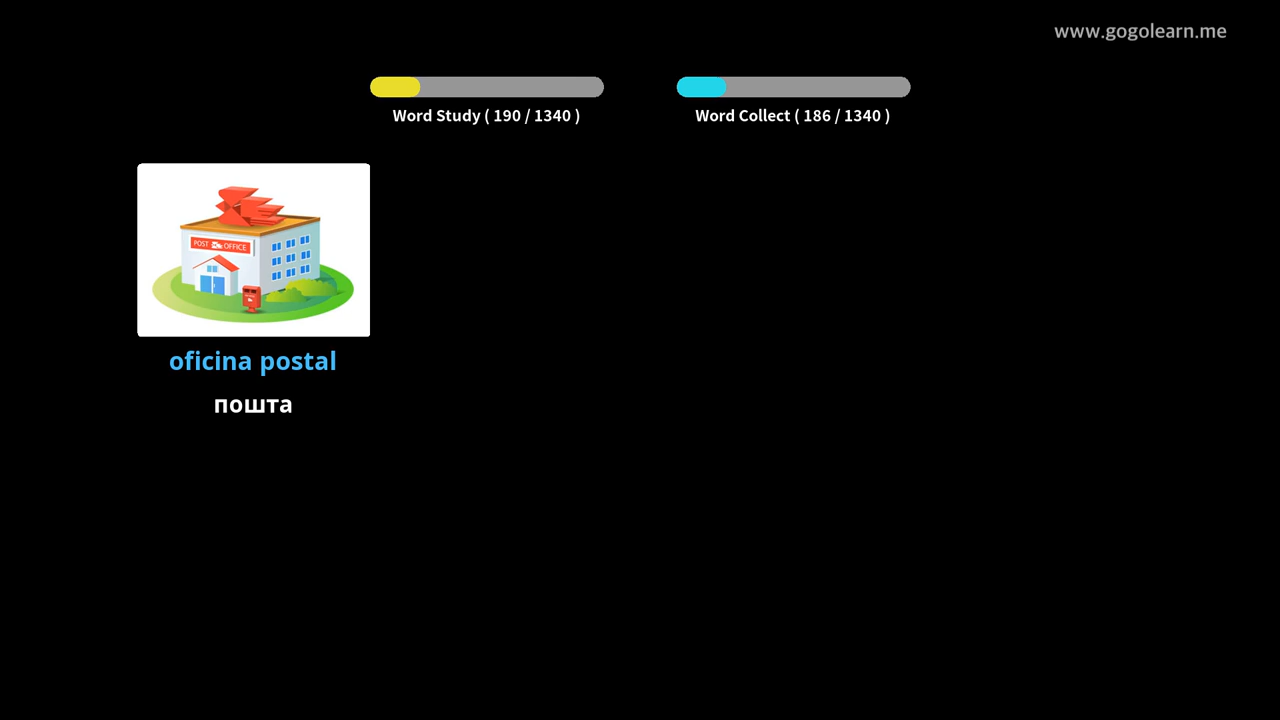 www.gogolearn.me
Word Study ( 190 / 1340 )
Word Collect ( 186 / 1340 )
POST OFFICE
oficina postal
пошта